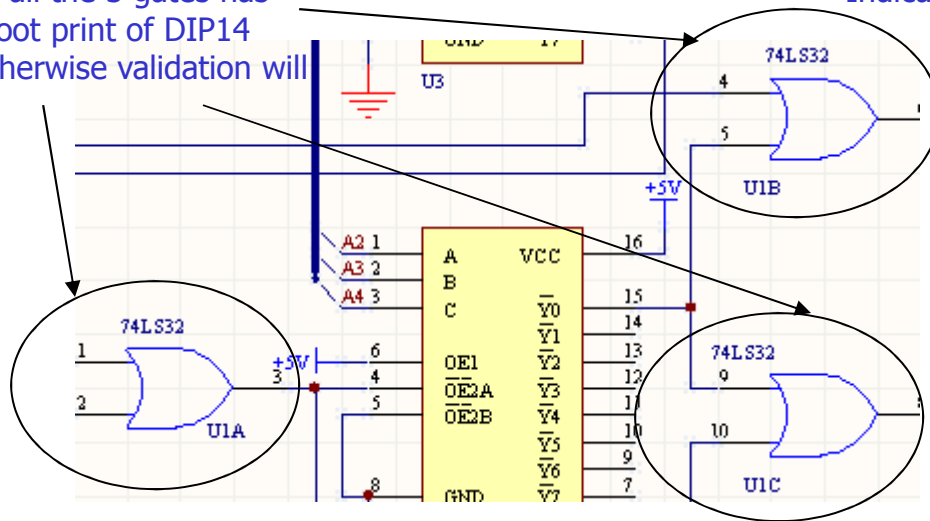 all the 3 gates has
oot print of DIP14
herwise validation will
U3
74LS32
4
5
U1B
+5V
A2 1
A3 2
A4 3
A
B
C
VCC
16
Y0
15
Y1
14
Y2
13
Y3
12
Y4
11
Y5
10
Y6
9
Y7
7
+5V
6
OE1
4
OE2A
5
OE2B
8
GND
74LS32
1
2
3
U1A
74LS32
9
10
U1C